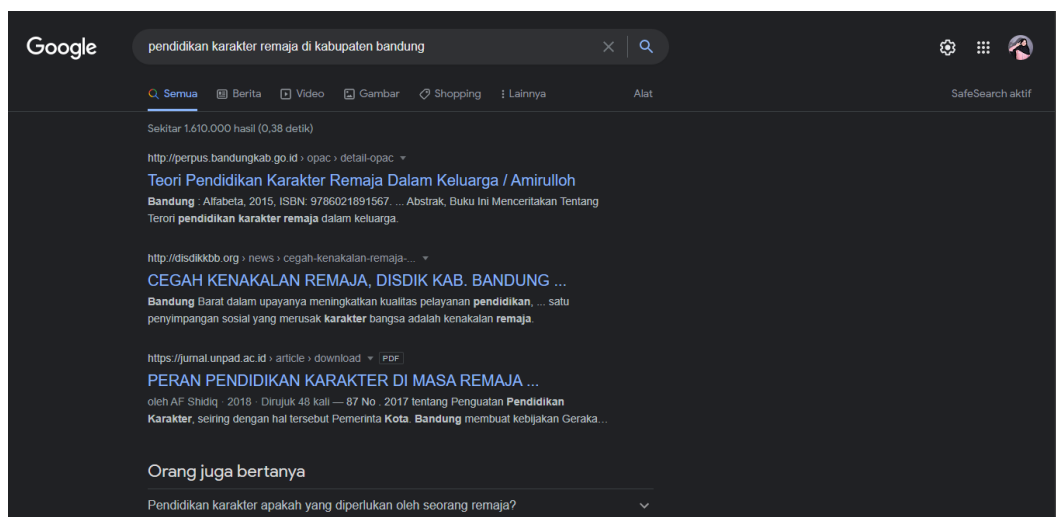 Google
pendidikan karakter remaja di kabupaten bandung
Semua Berita Video Gambar Shopping Lainnya Alat SafeSearch aktif
Sekitar 1.610.000 hasil (0,38 detik)
http://perpus.bandungkab.go.id › opac › detail-opac
Teori Pendidikan Karakter Remaja Dalam Keluarga / Amirulloh
Bandung : Alfabeta, 2015, ISBN: 9786021891567. ... Abstrak, Buku Ini Menceritakan Tentang
Terori pendidikan karakter remaja dalam keluarga.
http://disdikkbb.org › news › cegah-kenakalan-remaja-...
CEGAH KENAKALAN REMAJA, DISDIK KAB. BANDUNG ...
Bandung Barat dalam upayanya meningkatkan kualitas pelayanan pendidikan, ... satu
penyimpangan sosial yang merusak karakter bangsa adalah kenakalan remaja.
https://jurnal.unpad.ac.id › article › download PDF
PERAN PENDIDIKAN KARAKTER DI MASA REMAJA ...
oleh AF Shidiq · 2018 · Dirujuk 48 kali — 87 No . 2017 tentang Penguatan Pendidikan
Karakter, seiring dengan hal tersebut Pemerinta Kota. Bandung membuat kebijakan Geraka...
Orang juga bertanya
Pendidikan karakter apakah yang diperlukan oleh seorang remaja?